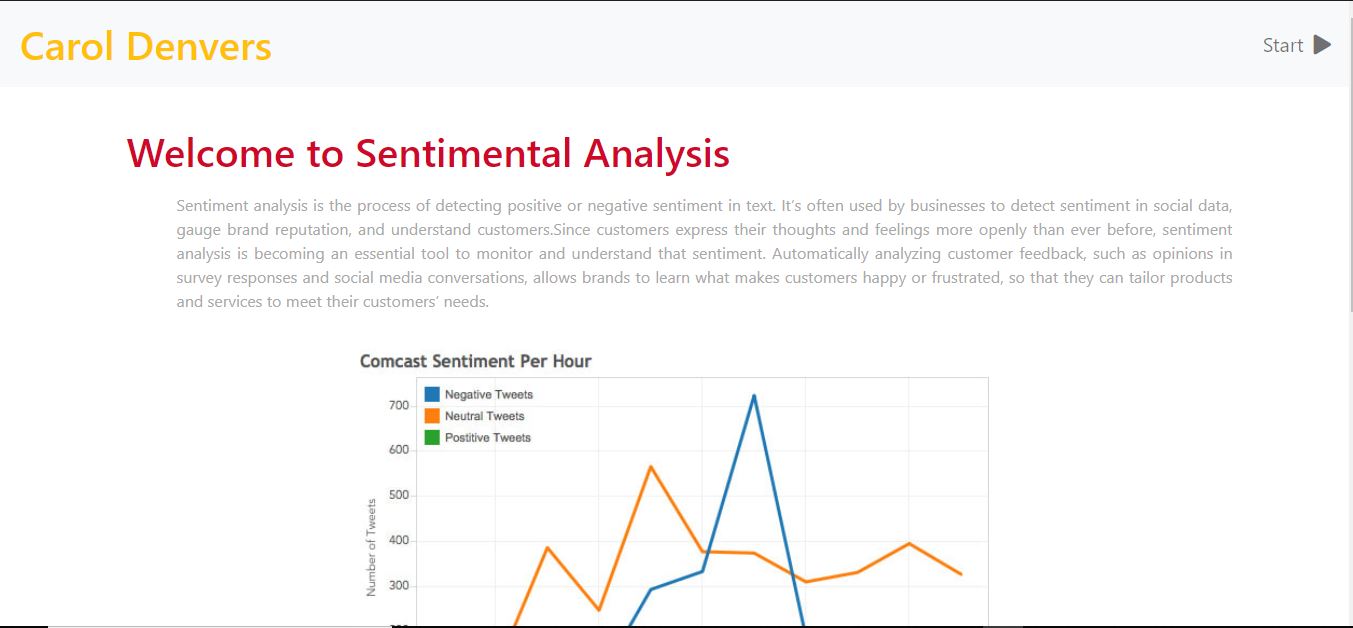 Carol Denvers
Start
Welcome to Sentimental Analysis
Sentiment analysis is the process of detecting positive or negative sentiment in text. It’s often used by businesses to detect sentiment in social data,
gauge brand reputation, and understand customers.Since customers express their thoughts and feelings more openly than ever before, sentiment
analysis is becoming an essential tool to monitor and understand that sentiment. Automatically analyzing customer feedback, such as opinions in
survey responses and social media conversations, allows brands to learn what makes customers happy or frustrated, so that they can tailor products
and services to meet their customers’ needs.
Comcast Sentiment Per Hour
Negative Tweets
Neutral Tweets
Postitive Tweets
700
600
500
400
300
Number of Tweets